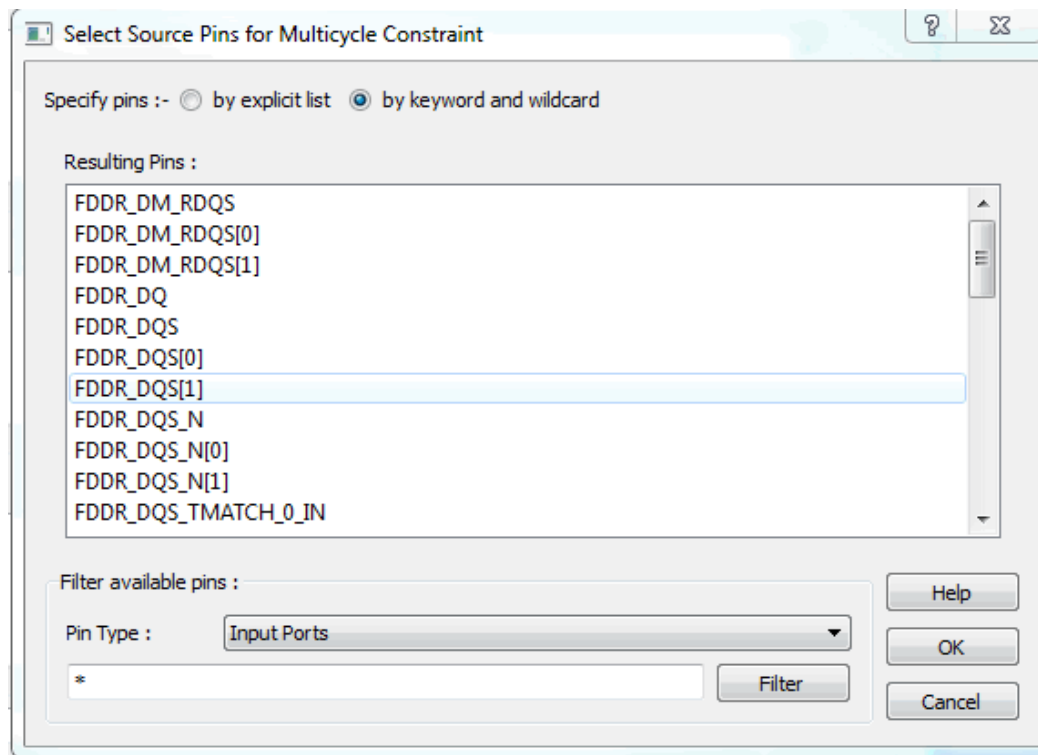 Select Source Pins for Multicycle Constraint
Specify pins :- by explicit list by keyword and wildcard
Resulting Pins :
FDDR_DM_RDQS
FDDR_DM_RDQS[0]
FDDR_DM_RDQS[1]
FDDR_DQ
FDDR_DQS
FDDR_DQS[0]
FDDR_DQS[1]
FDDR_DQS_N
FDDR_DQS_N[0]
FDDR_DQS_N[1]
FDDR_DQS_TMATCH_0_IN
Filter available pins :
Pin Type : Input Ports
* Filter
Help
OK
Cancel